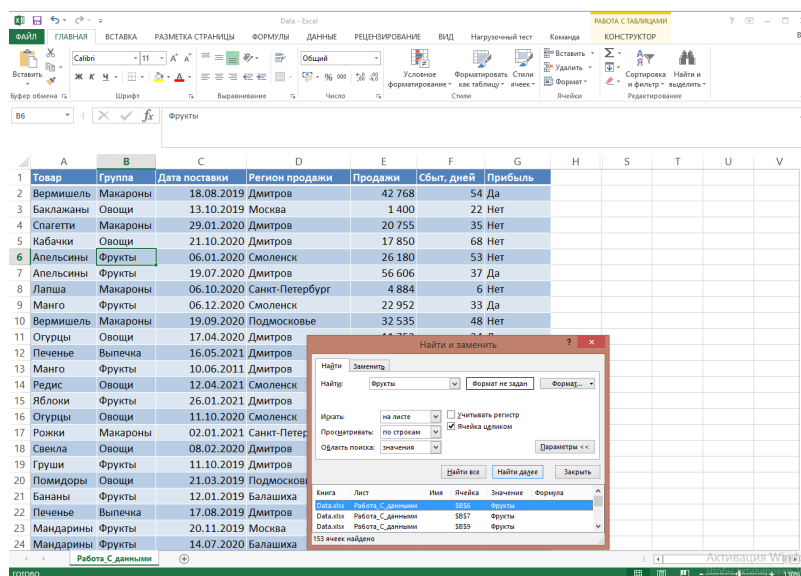 Data - Excel
РАБОТА С ТАБЛИЦАМИ
ФАЙЛ ГЛАВНАЯ ВСТАВКА РАЗМЕТКА СТРАНИЦЫ ФОРМУЛЫ ДАННЫЕ РЕЦЕНЗИРОВАНИЕ ВИД Нагрузочный тест Команда КОНСТРУКТОР
Вставить
Calibri 11
Ж К Ч
Общий
% 000
Условное форматирование
Форматировать как таблицу
Стили ячеек
Вставить
Удалить
Формат
Сортировка и фильтр
Найти и выделить
Буфер обмена Шрифт Выравнивание Число Стили Ячейки Редактирование
B6 fx Фрукты
A B C D E F G H S T U V
1 Товар Группа Дата поставки Регион продажи Продажи Сбыт, дней Прибыль
2 Вермишель Макароны 18.08.2019 Дмитров 42 768 54 Да
3 Баклажаны Овощи 13.10.2019 Москва 1 400 22 Нет
4 Спагетти Макароны 29.01.2020 Дмитров 20 755 35 Нет
5 Кабачки Овощи 21.10.2020 Дмитров 17 850 68 Нет
6 Апельсины Фрукты 06.01.2020 Смоленск 26 180 53 Нет
7 Апельсины Фрукты 19.07.2020 Дмитров 56 606 37 Да
8 Лапша Макароны 06.10.2020 Санкт-Петербург 4 884 6 Нет
9 Манго Фрукты 06.12.2020 Смоленск 22 952 33 Да
10 Вермишель Макароны 19.09.2020 Подмосковье 32 535 48 Нет
11 Огурцы Овощи 17.04.2020 Дмитров
12 Печенье Выпечка 16.05.2021 Дмитров
13 Манго Фрукты 10.06.2011 Дмитров
14 Редис Овощи 12.04.2021 Смоленск
15 Яблоки Фрукты 26.01.2021 Дмитров
16 Огурцы Овощи 11.10.2020 Смоленск
17 Рожки Макароны 02.01.2021 Санкт-Петер
18 Свекла Овощи 08.02.2020 Дмитров
19 Груши Фрукты 11.10.2019 Дмитров
20 Помидоры Овощи 21.03.2019 Подмоскови
21 Бананы Фрукты 12.01.2019 Балашиха
22 Печенье Выпечка 17.08.2019 Дмитров
23 Мандарины Фрукты 20.11.2019 Москва
24 Мандарины Фрукты 14.07.2020 Балашиха
Найти и заменить ?
Найти Заменить
Найти: Фрукты Формат не задан Формат...
Искать: на листе Учитывать регистр
Просматривать: по строкам Ячейка целиком
Область поиска: значения Параметры <<
Найти все Найти далее Закрыть
Книга Лист Имя Ячейка Значение Формула
Data.xlsx Работа_С_данными $B$6 Фрукты
Data.xlsx Работа_С_данными $B$7 Фрукты
Data.xlsx Работа_С_данными $B$9 Фрукты
153 ячеек найдено
Работа_С_данными
Активация Wind
ГОТОВО